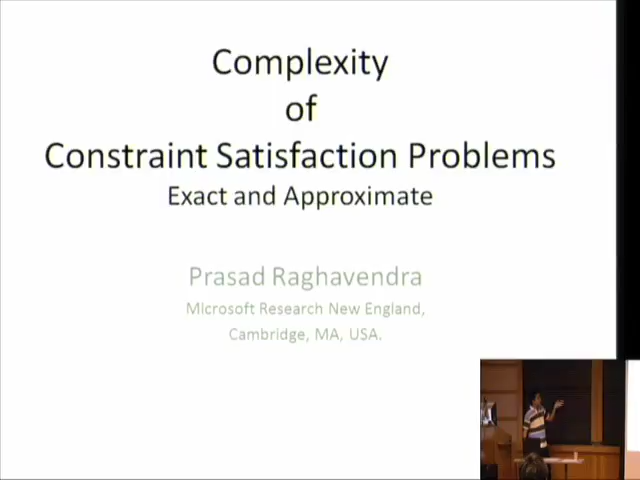 Complexity
of
Constraint Satisfaction Problems
Exact and Approximate
Prasad Raghavendra
Microsoft Research New England,
Cambridge, MA, USA.